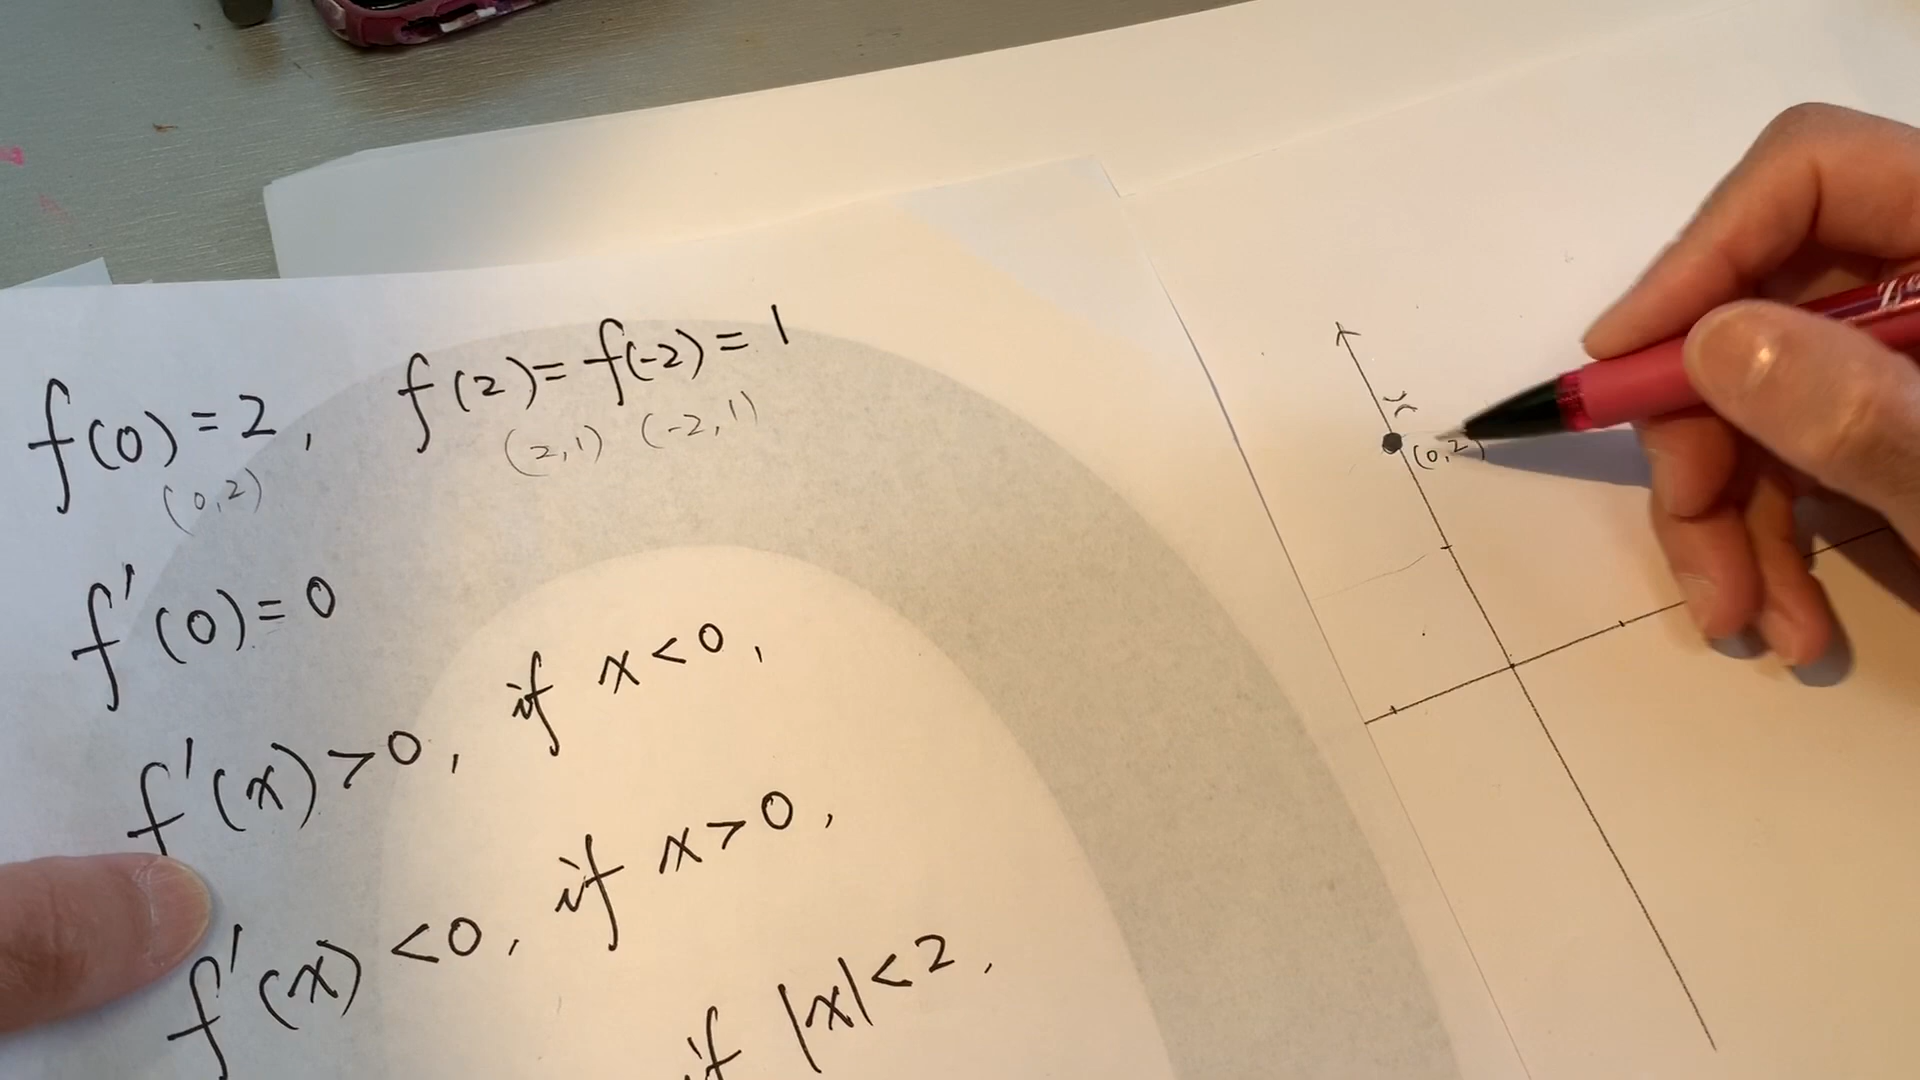 f(0) = 2, f(2) = f(-2) = 1
(0,2) (2,1) (-2,1)
f'(0) = 0
f'(x) > 0, if x < 0,
f'(x) < 0, if x > 0,
if |x| < 2,
(0,2)